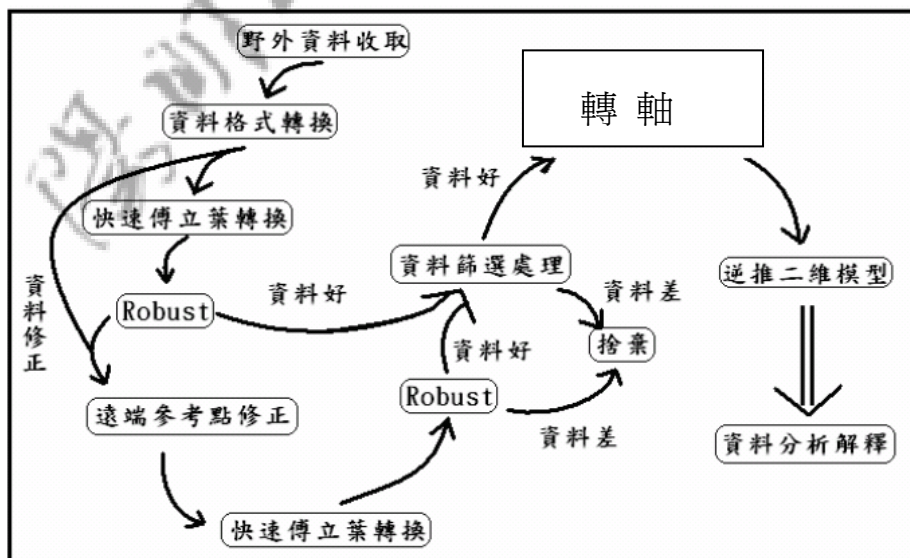 野外資料收取
資料格式轉換
快速傅立葉轉換
Robust
資料修正
資料好
遠端參考點修正
快速傅立葉轉換
Robust
資料好
資料差
資料篩選處理
資料差
捨棄
資料好
轉軸
逆推二維模型
資料分析解釋